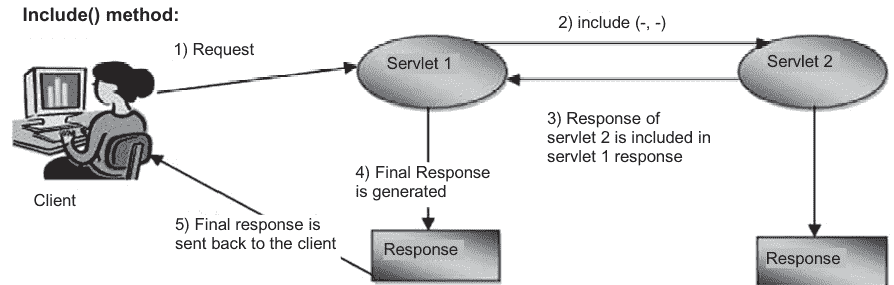 Include() method:
1) Request
2) include (-, -)
Servlet 1
Servlet 2
3) Response of
servlet 2 is included in
servlet 1 response
4) Final Response
is generated
Client
5) Final response is
sent back to the client
Response
Response